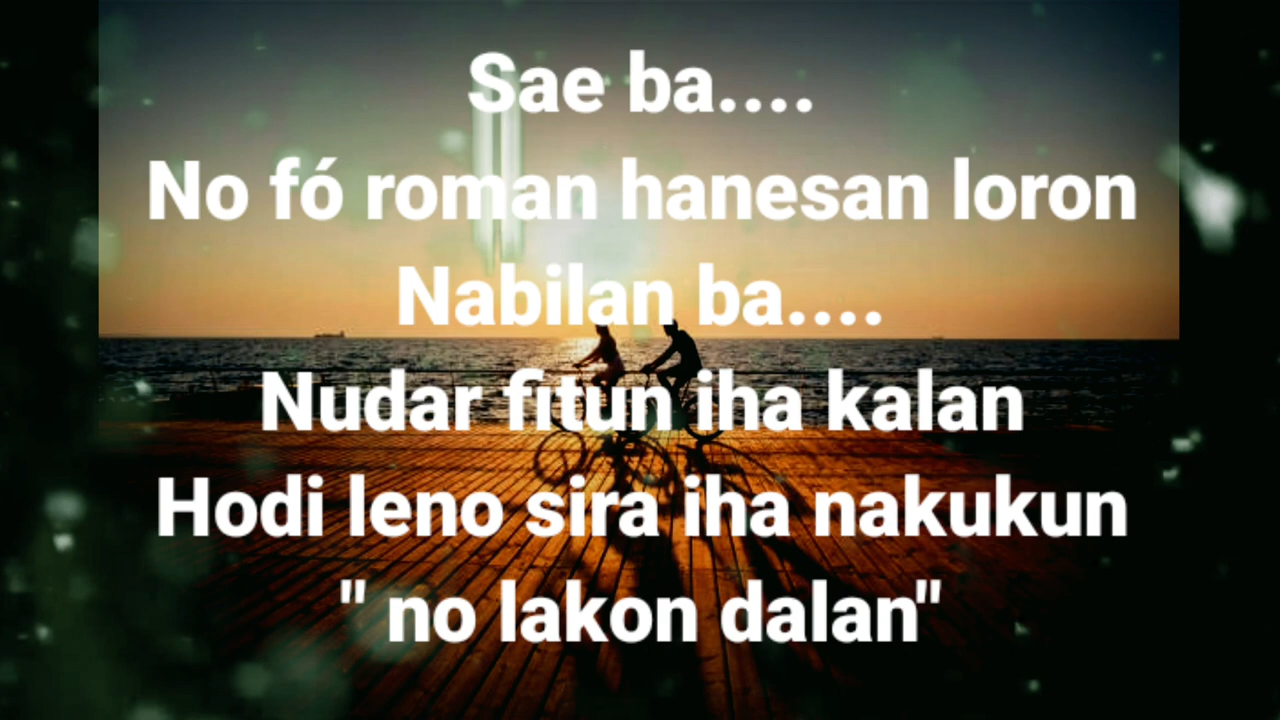 Sae ba....
No fó roman hanesan loron
Nabilan ba....
Nudar fitun iha kalan
Hodi leno sira iha nakukun
" no lakon dalan"